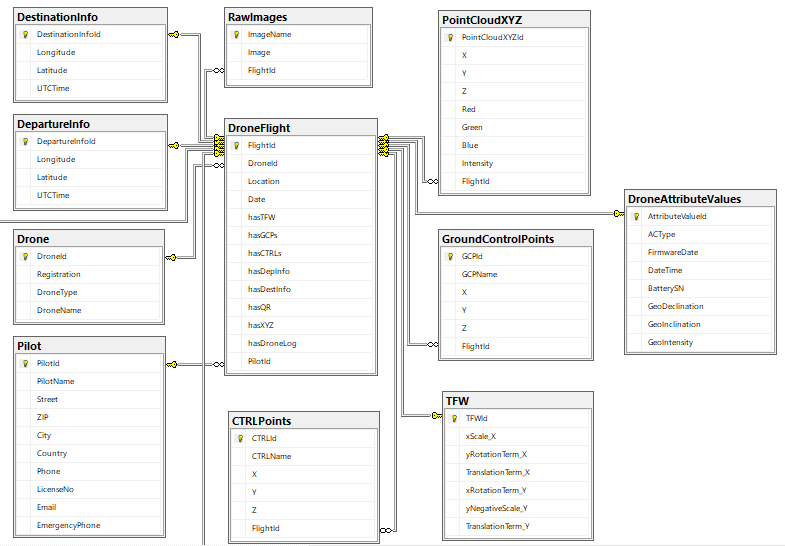 DestinationInfo
DestinationInfoId
Longitude
Latitude
UTCTime
DepartureInfo
DepartureInfoId
Longitude
Latitude
UTCTime
Drone
DroneId
Registration
DroneType
DroneName
Pilot
PilotId
PilotName
Street
ZIP
City
Country
Phone
LicenseNo
Email
EmergencyPhone
RawImages
ImageName
Image
FlightId
DroneFlight
FlightId
DroneId
Location
Date
hasTFW
hasGCPs
hasCTRLs
hasDepInfo
hasDestInfo
hasQR
hasXYZ
hasDroneLog
PilotId
CTRLPoints
CTRLId
CTRLName
X
Y
Z
FlightId
PointCloudXYZ
PointCloudXYZId
X
Y
Z
Red
Green
Blue
Intensity
FlightId
GroundControlPoints
GCPId
GCPName
X
Y
Z
FlightId
TFW
TFWId
xScale_X
yRotationTerm_X
TranslationTerm_X
xRotationTerm_Y
yNegativeScale_Y
TranslationTerm_Y
DroneAttributeValues
AttributeValueId
ACType
FirmwareDate
DateTime
BatterySN
GeoDeclination
GeoInclination
GeoIntensity